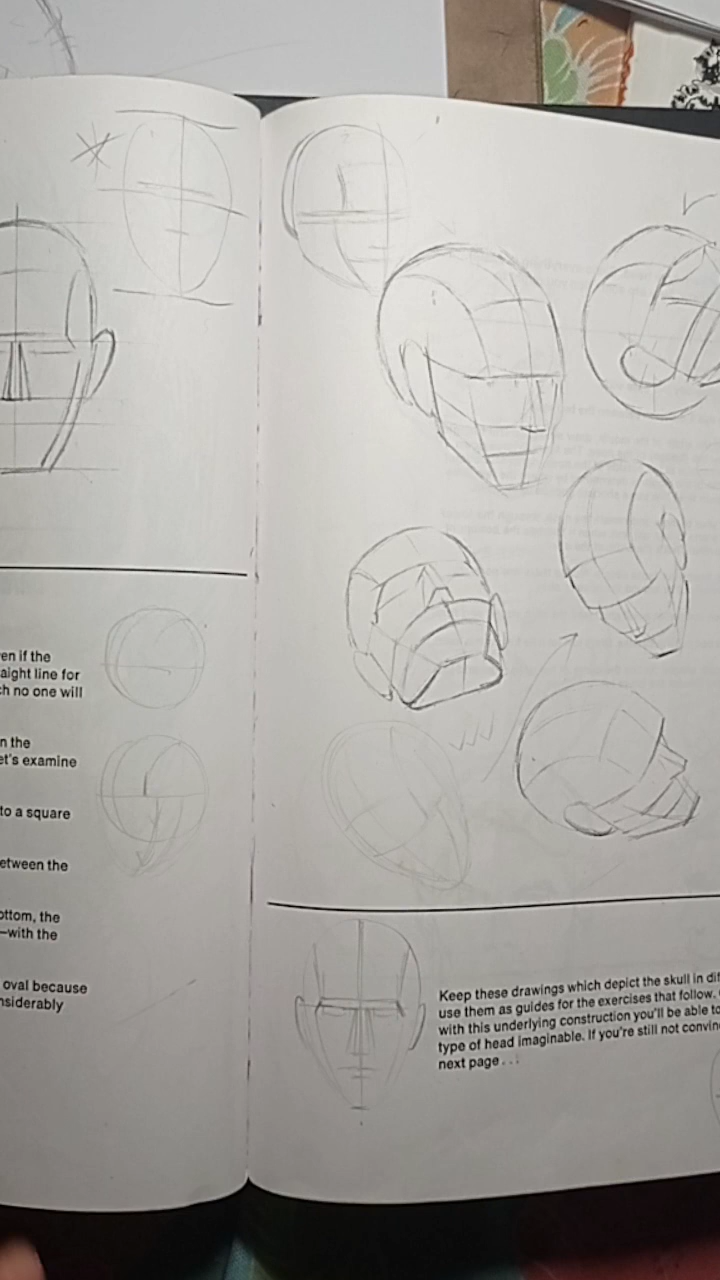 en if the
aight line for
ch no one will
n the
et's examine
to a square
etween the
ottom, the
—with the
oval because
nsiderably
Keep these drawings which depict the skull in dif
use them as guides for the exercises that follow.
with this underlying construction you'll be able to
type of head imaginable. If you're still not convinc
next page . . .